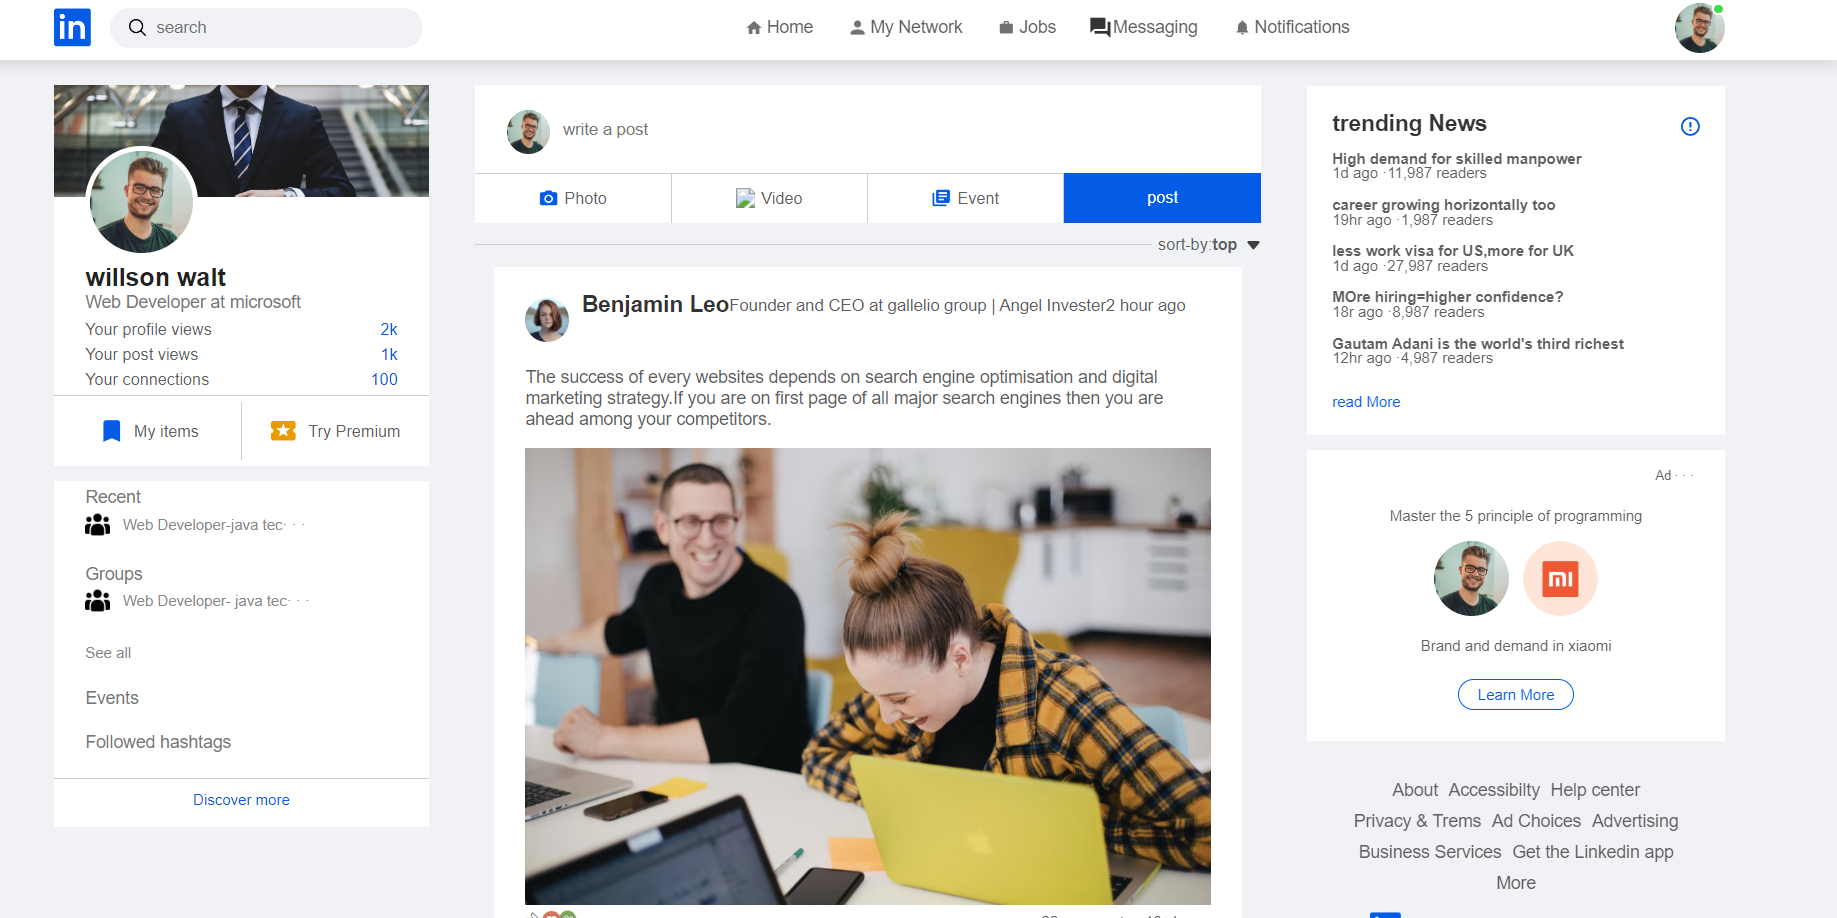 in
search
Home
My Network
Jobs
Messaging
Notifications
willson walt
Web Developer at microsoft
Your profile views 2k
Your post views 1k
Your connections 100
My items
Try Premium
Recent
Web Developer-java tec· · ·
Groups
Web Developer- java tec· · ·
See all
Events
Followed hashtags
Discover more
write a post
Photo
Video
Event
post
sort-by:top
Benjamin LeoFounder and CEO at gallelio group | Angel Invester2 hour ago
The success of every websites depends on search engine optimisation and digital
marketing strategy.If you are on first page of all major search engines then you are
ahead among your competitors.
trending News
High demand for skilled manpower
1d ago ·11,987 readers
career growing horizontally too
19hr ago ·1,987 readers
less work visa for US,more for UK
1d ago ·27,987 readers
MOre hiring=higher confidence?
18r ago ·8,987 readers
Gautam Adani is the world's third richest
12hr ago ·4,987 readers
read More
Ad · · ·
Master the 5 principle of programming
mi
Brand and demand in xiaomi
Learn More
About Accessibilty Help center
Privacy & Trems Ad Choices Advertising
Business Services Get the Linkedin app
More